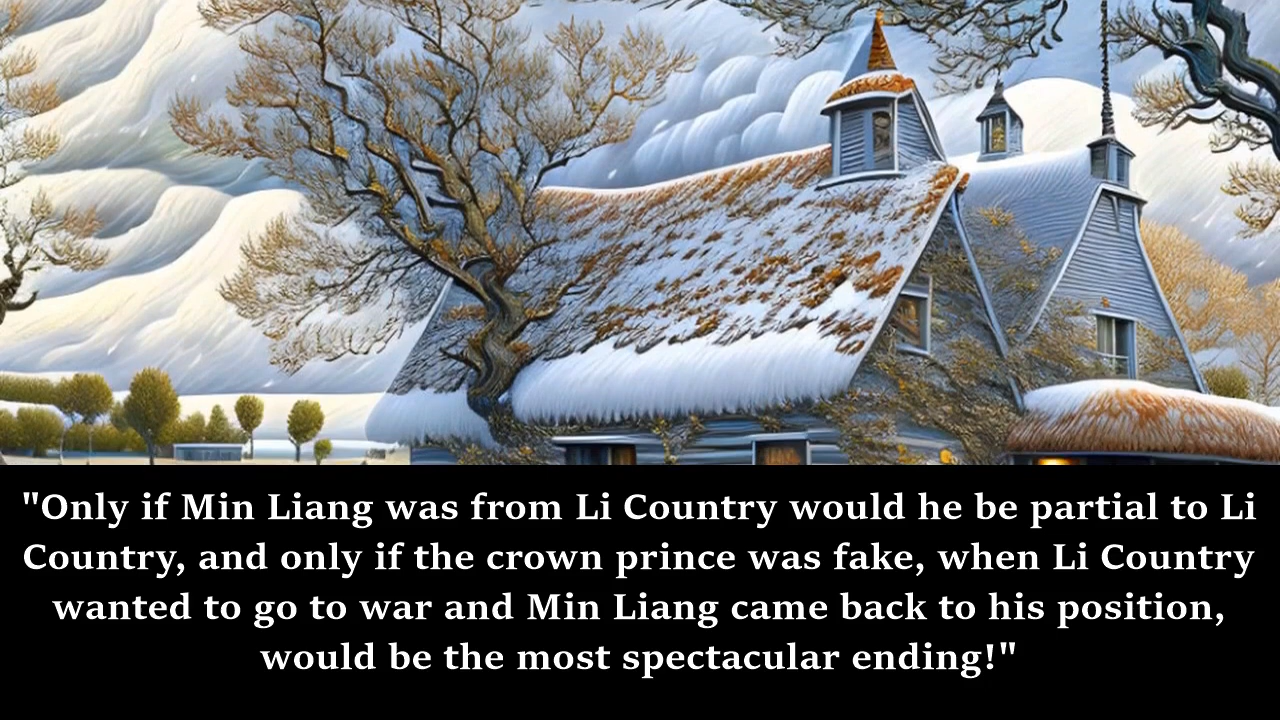 "Only if Min Liang was from Li Country would he be partial to Li
Country, and only if the crown prince was fake, when Li Country
wanted to go to war and Min Liang came back to his position,
would be the most spectacular ending!"